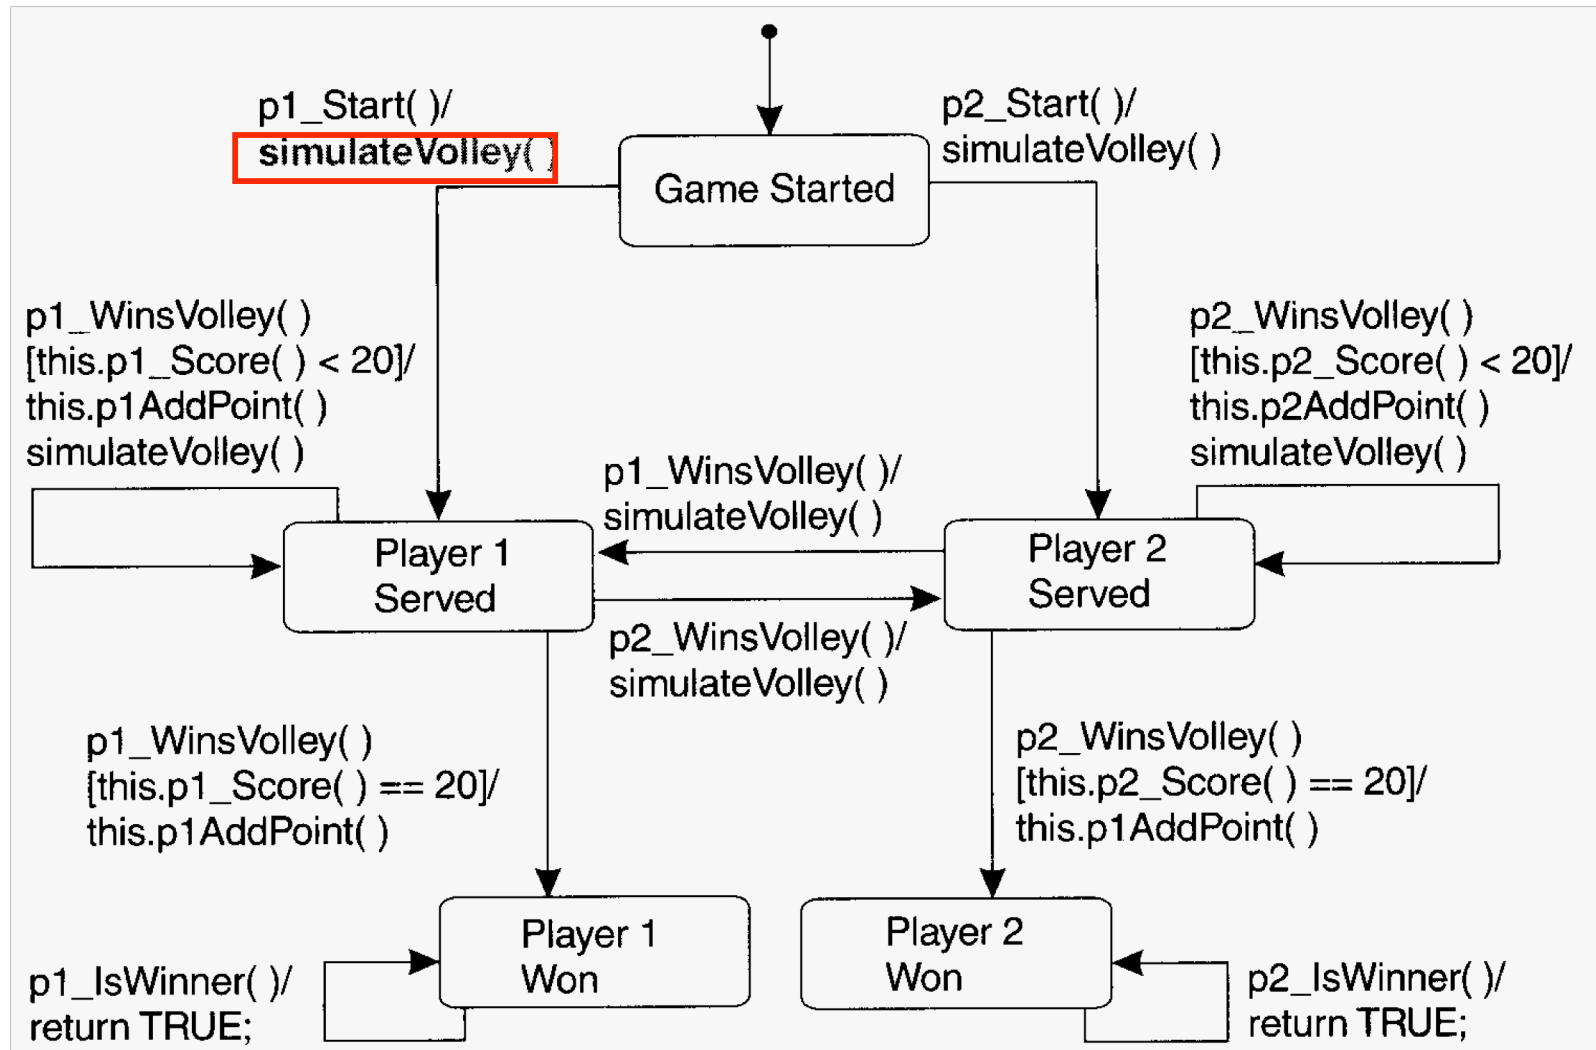 p1_Start( )/
simulateVolley( )
p2_Start( )/
simulateVolley( )
Game Started
p1_WinsVolley( )
[this.p1_Score( ) < 20]/
this.p1AddPoint( )
simulateVolley( )
p2_WinsVolley( )
[this.p2_Score( ) < 20]/
this.p2AddPoint( )
simulateVolley( )
p1_WinsVolley( )/
simulateVolley( )
Player 1
Served
Player 2
Served
p2_WinsVolley( )/
simulateVolley( )
p1_WinsVolley( )
[this.p1_Score( ) == 20]/
this.p1AddPoint( )
p2_WinsVolley( )
[this.p2_Score( ) == 20]/
this.p1AddPoint( )
Player 1
Won
Player 2
Won
p1_IsWinner( )/
return TRUE;
p2_IsWinner( )/
return TRUE;